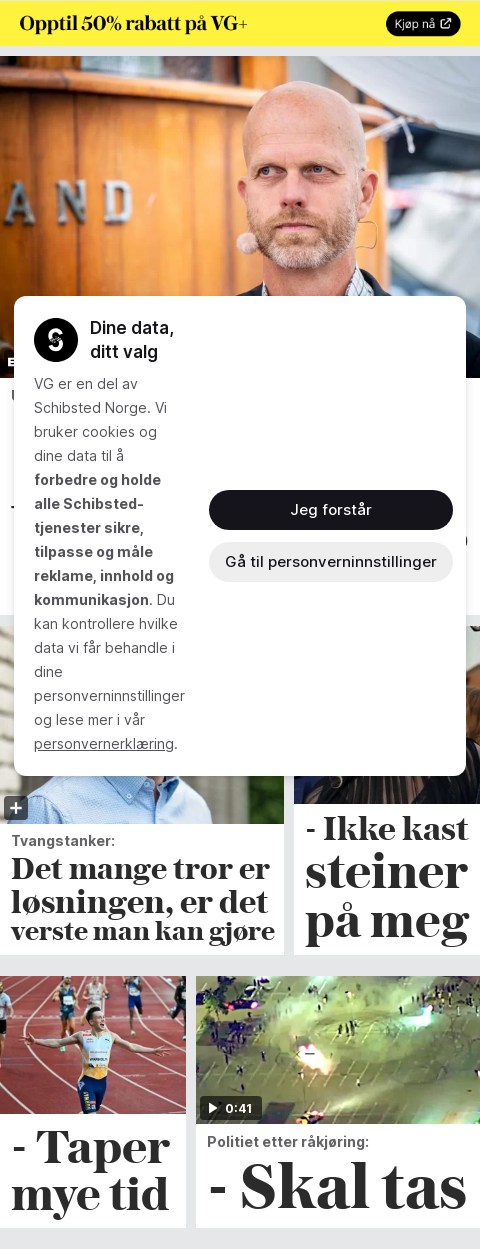 Opptil 50% rabatt på VG+
Kjøp nå
AND
Dine data,
ditt valg
VG er en del av
Schibsted Norge. Vi
bruker cookies og
dine data til å
forbedre og holde
alle Schibsted-
tjenester sikre,
tilpasse og måle
reklame, innhold og
kommunikasjon. Du
kan kontrollere hvilke
data vi får behandle i
dine
personverninnstillinger
og lese mer i vår
personvernerklæring.
Jeg forstår
Gå til personverninnstillinger
Tvangstanker:
Det mange tror er
løsningen, er det
verste man kan gjøre
- Ikke kast
steiner
på meg
- Taper
mye tid
0:41
Politiet etter råkjøring:
- Skal tas